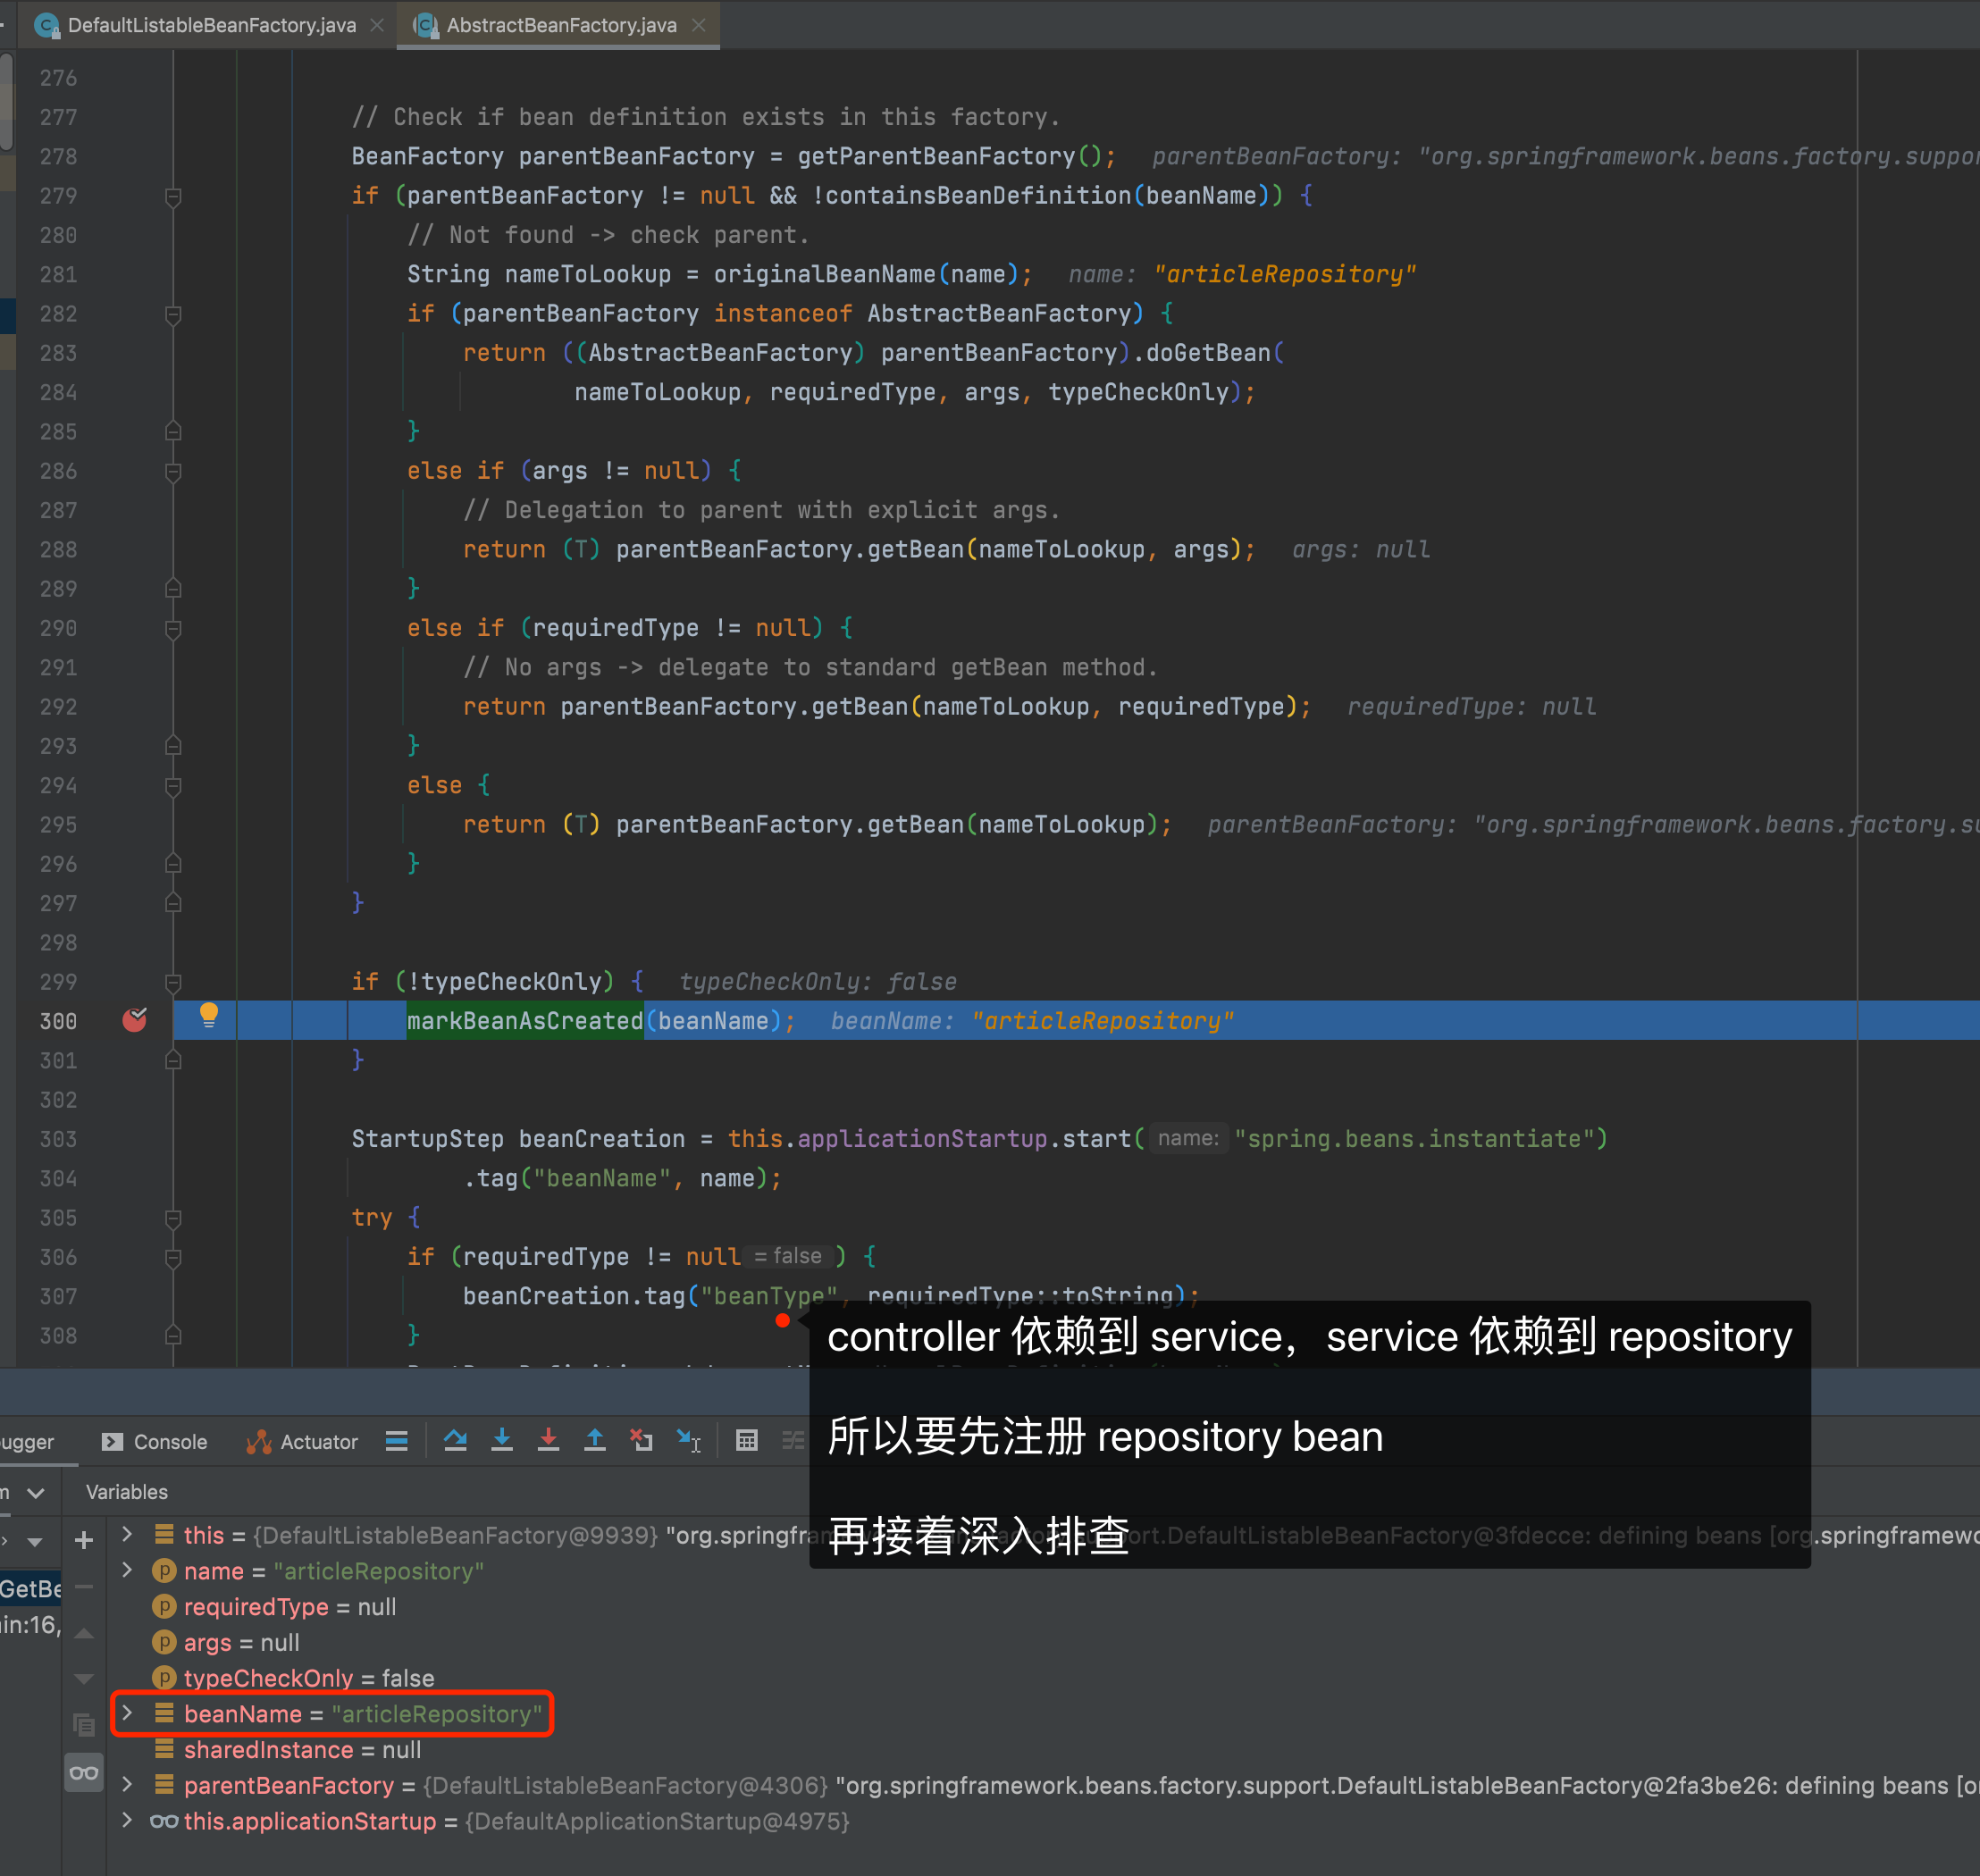 DefaultListableBeanFactory.java
AbstractBeanFactory.java
276
277 // Check if bean definition exists in this factory.
278 BeanFactory parentBeanFactory = getParentBeanFactory(); parentBeanFactory: "org.springframework.beans.factory.suppor
279 if (parentBeanFactory != null && !containsBeanDefinition(beanName)) {
280 // Not found -> check parent.
281 String nameToLookup = originalBeanName(name); name: "articleRepository"
282 if (parentBeanFactory instanceof AbstractBeanFactory) {
283 return ((AbstractBeanFactory) parentBeanFactory).doGetBean(
284 nameToLookup, requiredType, args, typeCheckOnly);
285 }
286 else if (args != null) {
287 // Delegation to parent with explicit args.
288 return (T) parentBeanFactory.getBean(nameToLookup, args); args: null
289 }
290 else if (requiredType != null) {
291 // No args -> delegate to standard getBean method.
292 return parentBeanFactory.getBean(nameToLookup, requiredType); requiredType: null
293 }
294 else {
295 return (T) parentBeanFactory.getBean(nameToLookup); parentBeanFactory: "org.springframework.beans.factory.su
296 }
297 }
298
299 if (!typeCheckOnly) { typeCheckOnly: false
300 markBeanAsCreated(beanName); beanName: "articleRepository"
301 }
302
303 StartupStep beanCreation = this.applicationStartup.start( name: "spring.beans.instantiate")
304 .tag("beanName", name);
305 try {
306 if (requiredType != null = false ) {
307 beanCreation.tag("beanType", requiredType::toString);
308 }
controller 依赖到 service，service 依赖到 repository
所以要先注册 repository bean
再接着深入排查
ugger Console Actuator
Variables
this = {DefaultListableBeanFactory@9939} "org.springframework.beans.factory.support.DefaultListableBeanFactory@3fdecce: defining beans [org.springframewo
name = "articleRepository"
requiredType = null
args = null
typeCheckOnly = false
beanName = "articleRepository"
sharedInstance = null
parentBeanFactory = {DefaultListableBeanFactory@4306} "org.springframework.beans.factory.support.DefaultListableBeanFactory@2fa3be26: defining beans [or
this.applicationStartup = {DefaultApplicationStartup@4975}
GetBe
in:16,